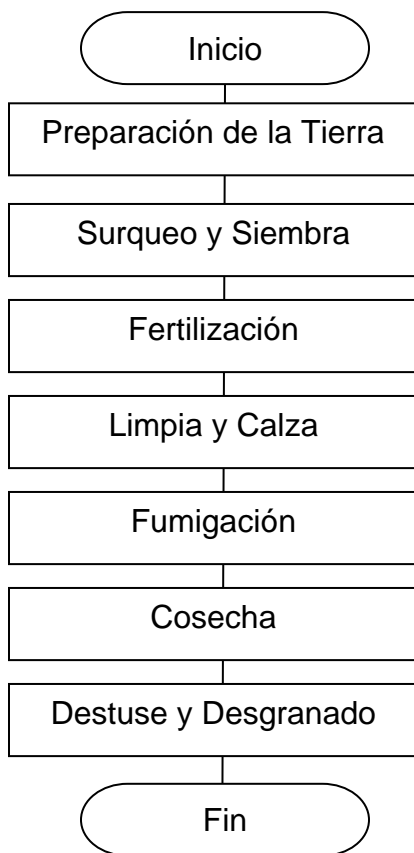 Inicio
Preparación de la Tierra
Surqueo y Siembra
Fertilización
Limpia y Calza
Fumigación
Cosecha
Destuse y Desgranado
Fin